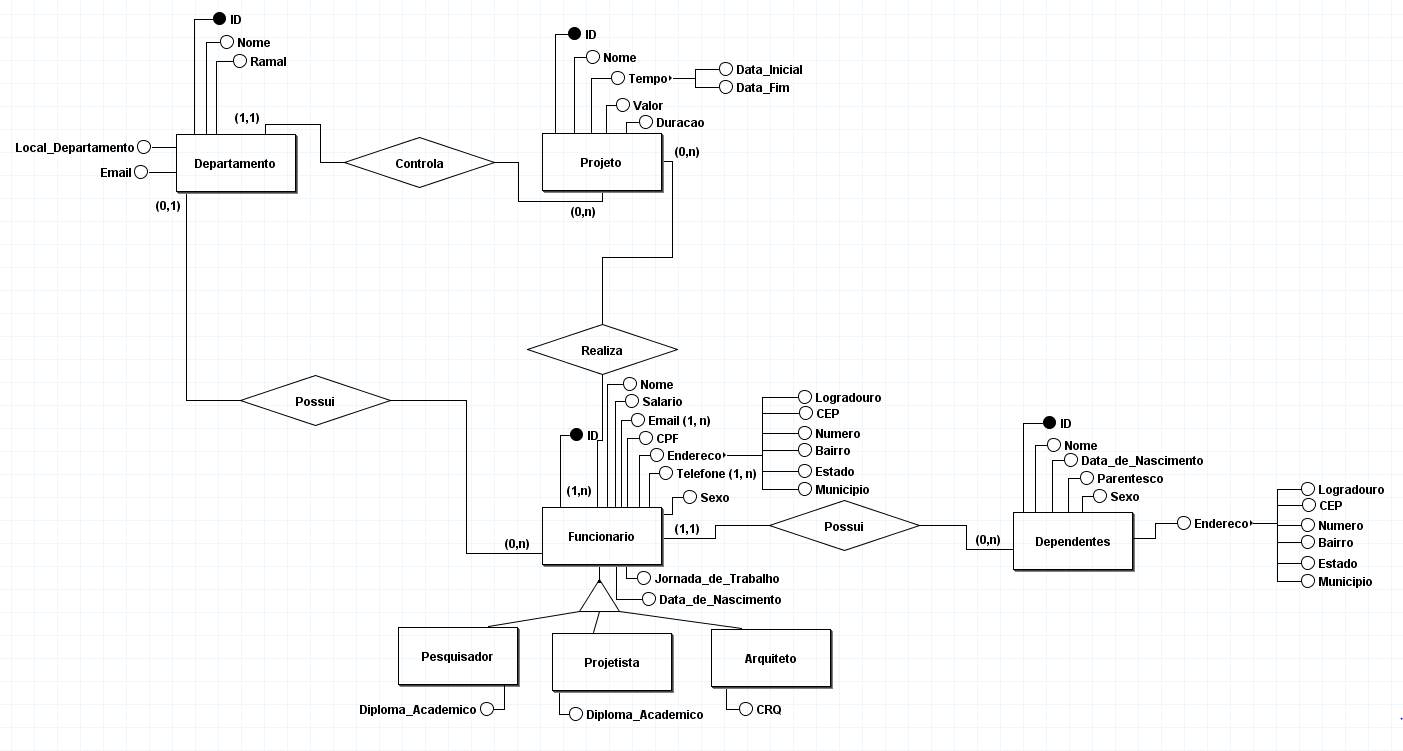 ID
Nome
Ramal
(1,1)
Local_Departamento
Email
Departamento
(0,1)
Controla
ID
Nome
Tempo
Data_Inicial
Data_Fim
Valor
Duracao
Projeto
(0,n)
(0,n)
Realiza
Possui
Nome
Salario
Email (1, n)
ID
CPF
Endereco
Telefone (1, n)
Sexo
Logradouro
CEP
Numero
Bairro
Estado
Municipio
(1,n)
(0,n)
Funcionario
(1,1)
Possui
(0,n)
ID
Nome
Data_de_Nascimento
Parentesco
Sexo
Dependentes
Endereco
Logradouro
CEP
Numero
Bairro
Estado
Municipio
Jornada_de_Trabalho
Data_de_Nascimento
Pesquisador
Projetista
Arquiteto
Diploma_Academico
Diploma_Academico
CRQ